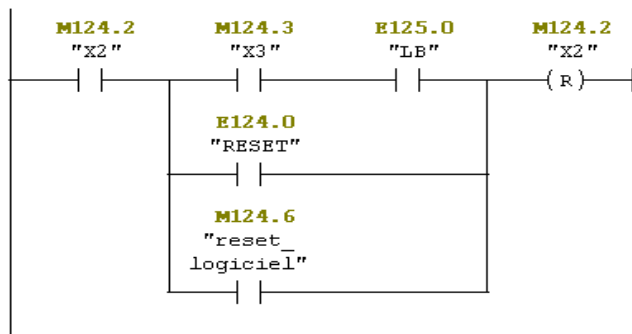 M124.2 M124.3 E125.0 M124.2
"X2" "X3" "LB" "X2"
( R )
E124.0
"RESET"
M124.6
"reset_
logiciel"